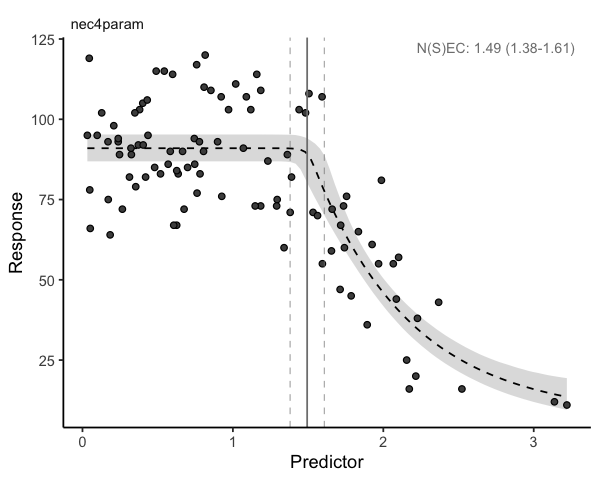 nec4param
N(S)EC: 1.49 (1.38-1.61)
125
100
75
50
25
Response
0 1 2 3
Predictor